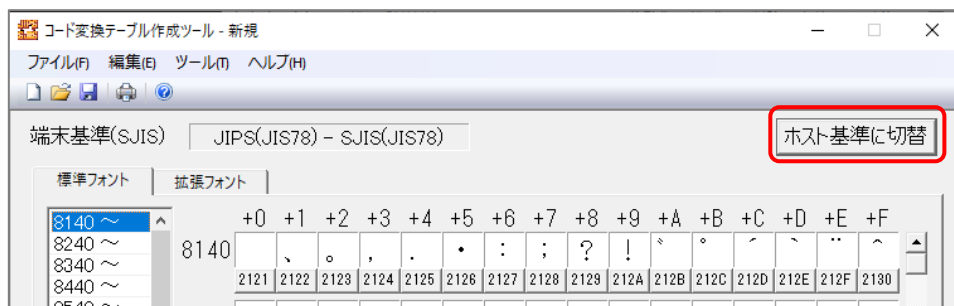 コード変換テーブル作成ツール - 新規
ファイル(F) 編集(E) ツール(T) ヘルプ(H)
端末基準(SJIS) JIPS(JIS78) – SJIS(JIS78) ホスト基準に切替
標準フォント 拡張フォント
8140 ～
8240 ～
8340 ～
8440 ～
+0 +1 +2 +3 +4 +5 +6 +7 +8 +9 +A +B +C +D +E +F
8140 、 。 , . ・ : ; ? ! ゛ ゜ ´ ` ¨ ^
2121 2122 2123 2124 2125 2126 2127 2128 2129 212A 212B 212C 212D 212E 212F 2130